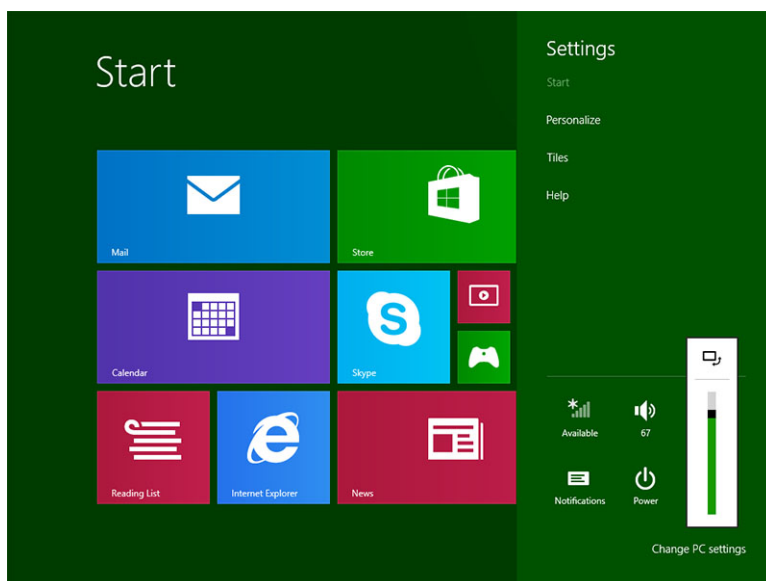 Start
Mail
Store
Calendar
Skype
Reading List
Internet Explorer
News
Settings
Start
Personalize
Tiles
Help
Available
67
Notifications
Power
Change PC settings